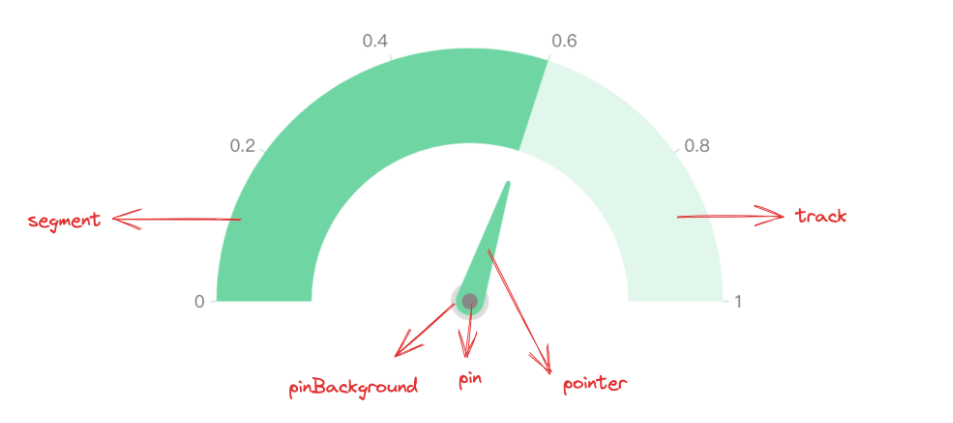 0.4
0.6
0.2
0.8
segment
track
0
1
pinBackground
pin
pointer